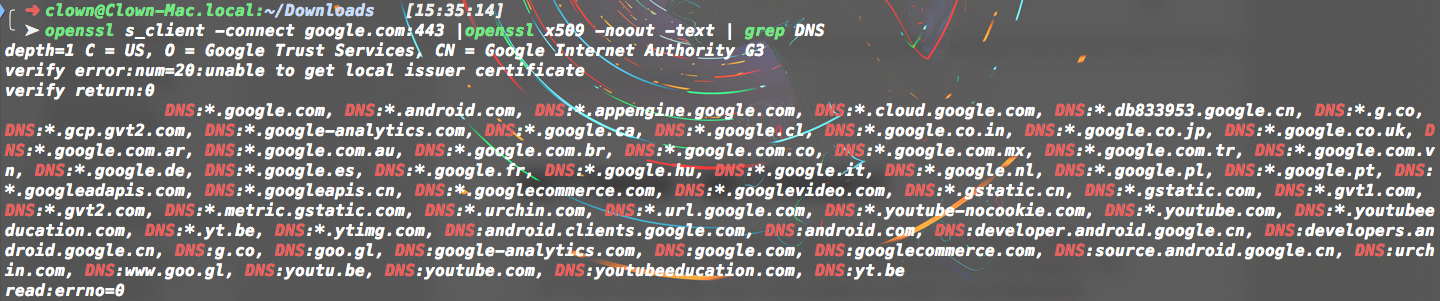 ➜ clown@Clown-Mac.local:~/Downloads [15:35:14]
➤ openssl s_client -connect google.com:443 |openssl x509 -noout -text | grep DNS
depth=1 C = US, O = Google Trust Services, CN = Google Internet Authority G3
verify error:num=20:unable to get local issuer certificate
verify return:0
DNS:*.google.com, DNS:*.android.com, DNS:*.appengine.google.com, DNS:*.cloud.google.com, DNS:*.db833953.google.cn, DNS:*.g.co,
DNS:*.gcp.gvt2.com, DNS:*.google-analytics.com, DNS:*.google.ca, DNS:*.google.cl, DNS:*.google.co.in, DNS:*.google.co.jp, DNS:*.google.co.uk, D
NS:*.google.com.ar, DNS:*.google.com.au, DNS:*.google.com.br, DNS:*.google.com.co, DNS:*.google.com.mx, DNS:*.google.com.tr, DNS:*.google.com.v
n, DNS:*.google.de, DNS:*.google.es, DNS:*.google.fr, DNS:*.google.hu, DNS:*.google.it, DNS:*.google.nl, DNS:*.google.pl, DNS:*.google.pt, DNS:
*.googleadapis.com, DNS:*.googleapis.cn, DNS:*.googlecommerce.com, DNS:*.googlevideo.com, DNS:*.gstatic.cn, DNS:*.gstatic.com, DNS:*.gvt1.com,
DNS:*.gvt2.com, DNS:*.metric.gstatic.com, DNS:*.urchin.com, DNS:*.url.google.com, DNS:*.youtube-nocookie.com, DNS:*.youtube.com, DNS:*.youtubee
ducation.com, DNS:*.yt.be, DNS:*.ytimg.com, DNS:android.clients.google.com, DNS:android.com, DNS:developer.android.google.cn, DNS:developers.an
droid.google.cn, DNS:g.co, DNS:goo.gl, DNS:google-analytics.com, DNS:google.com, DNS:googlecommerce.com, DNS:source.android.google.cn, DNS:urch
in.com, DNS:www.goo.gl, DNS:youtu.be, DNS:youtube.com, DNS:youtubeeducation.com, DNS:yt.be
read:errno=0